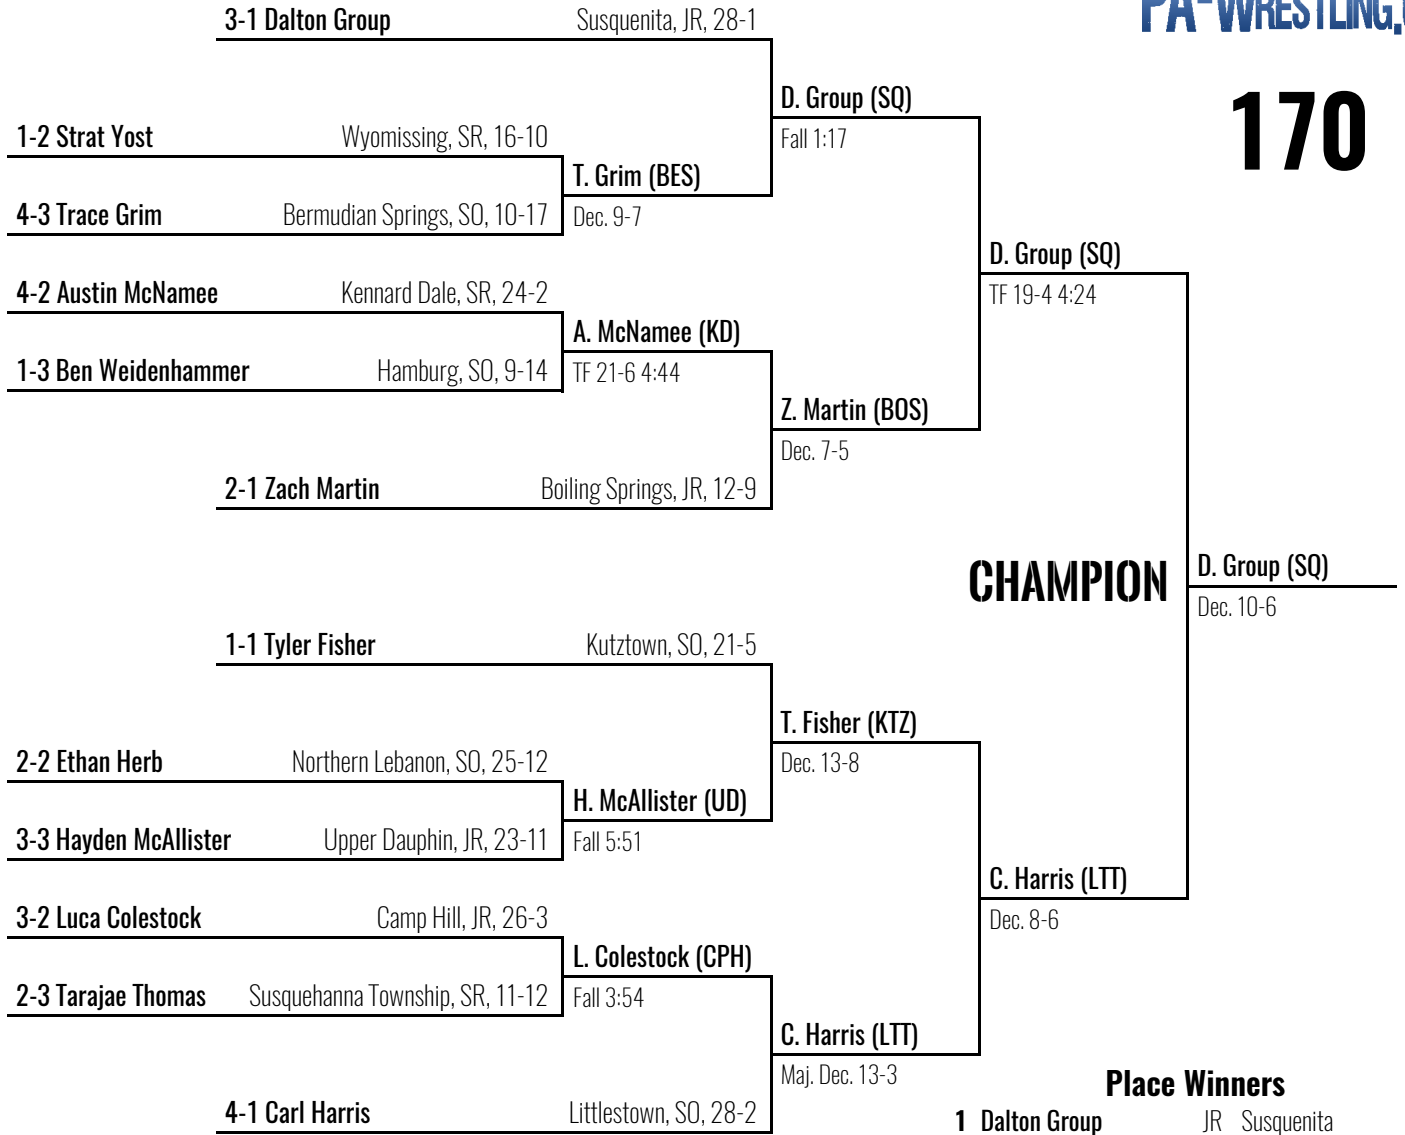 PA-WRESTLING.
170
3-1 Dalton Group Susquenita, JR, 28-1
D. Group (SQ)
Fall 1:17
1-2 Strat Yost Wyomissing, SR, 16-10
T. Grim (BES)
Dec. 9-7
4-3 Trace Grim Bermudian Springs, SO, 10-17
D. Group (SQ)
TF 19-4 4:24
4-2 Austin McNamee Kennard Dale, SR, 24-2
A. McNamee (KD)
TF 21-6 4:44
1-3 Ben Weidenhammer Hamburg, SO, 9-14
Z. Martin (BOS)
Dec. 7-5
2-1 Zach Martin Boiling Springs, JR, 12-9
CHAMPION
D. Group (SQ)
Dec. 10-6
1-1 Tyler Fisher Kutztown, SO, 21-5
T. Fisher (KTZ)
Dec. 13-8
2-2 Ethan Herb Northern Lebanon, SO, 25-12
H. McAllister (UD)
Fall 5:51
3-3 Hayden McAllister Upper Dauphin, JR, 23-11
C. Harris (LTT)
Dec. 8-6
3-2 Luca Colestock Camp Hill, JR, 26-3
L. Colestock (CPH)
Fall 3:54
2-3 Tarajae Thomas Susquehanna Township, SR, 11-12
C. Harris (LTT)
Maj. Dec. 13-3
4-1 Carl Harris Littlestown, SO, 28-2
Place Winners
1 Dalton Group JR Susquenita